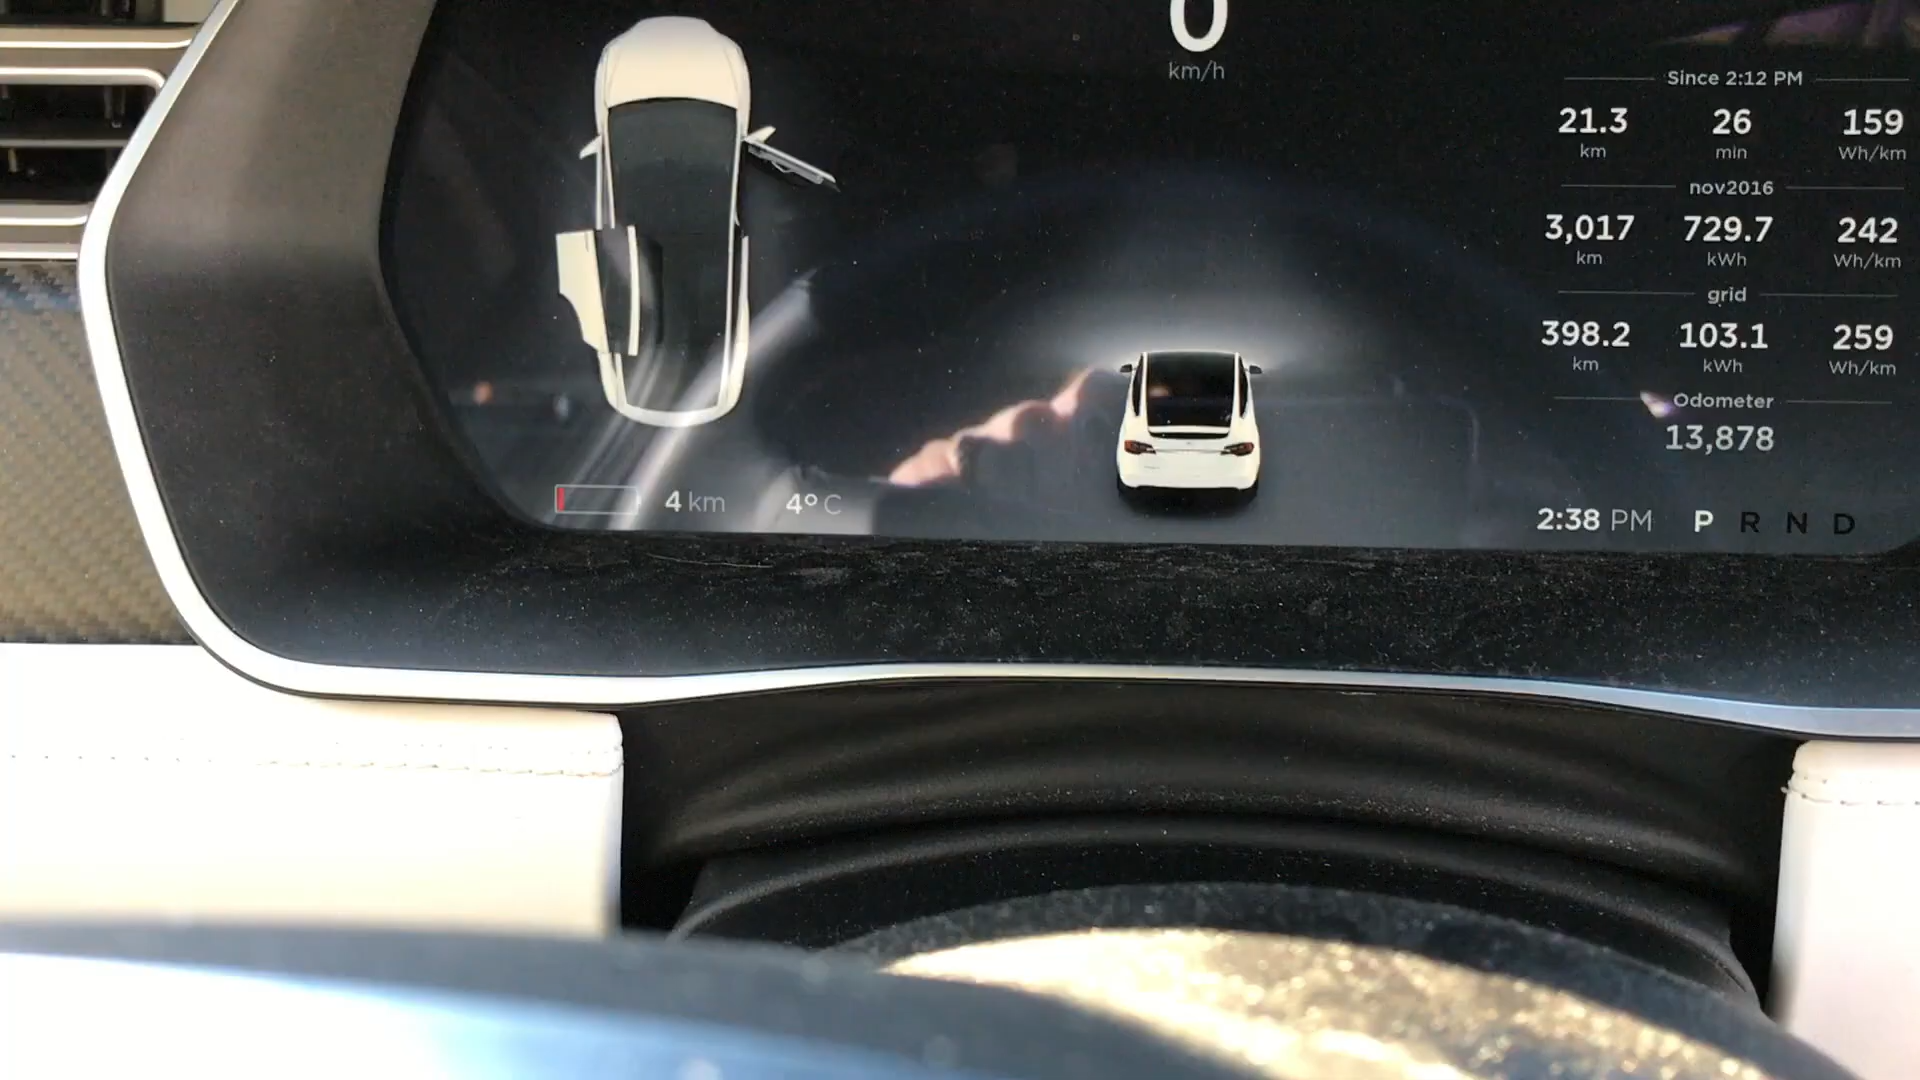 0
km/h
Since 2:12 PM
21.3 26 159
km min Wh/km
nov2016
3,017 729.7 242
km kWh Wh/km
grid
398.2 103.1 259
km kWh Wh/km
Odometer
13,878
4 km 4° C
2:38 PM P R N D